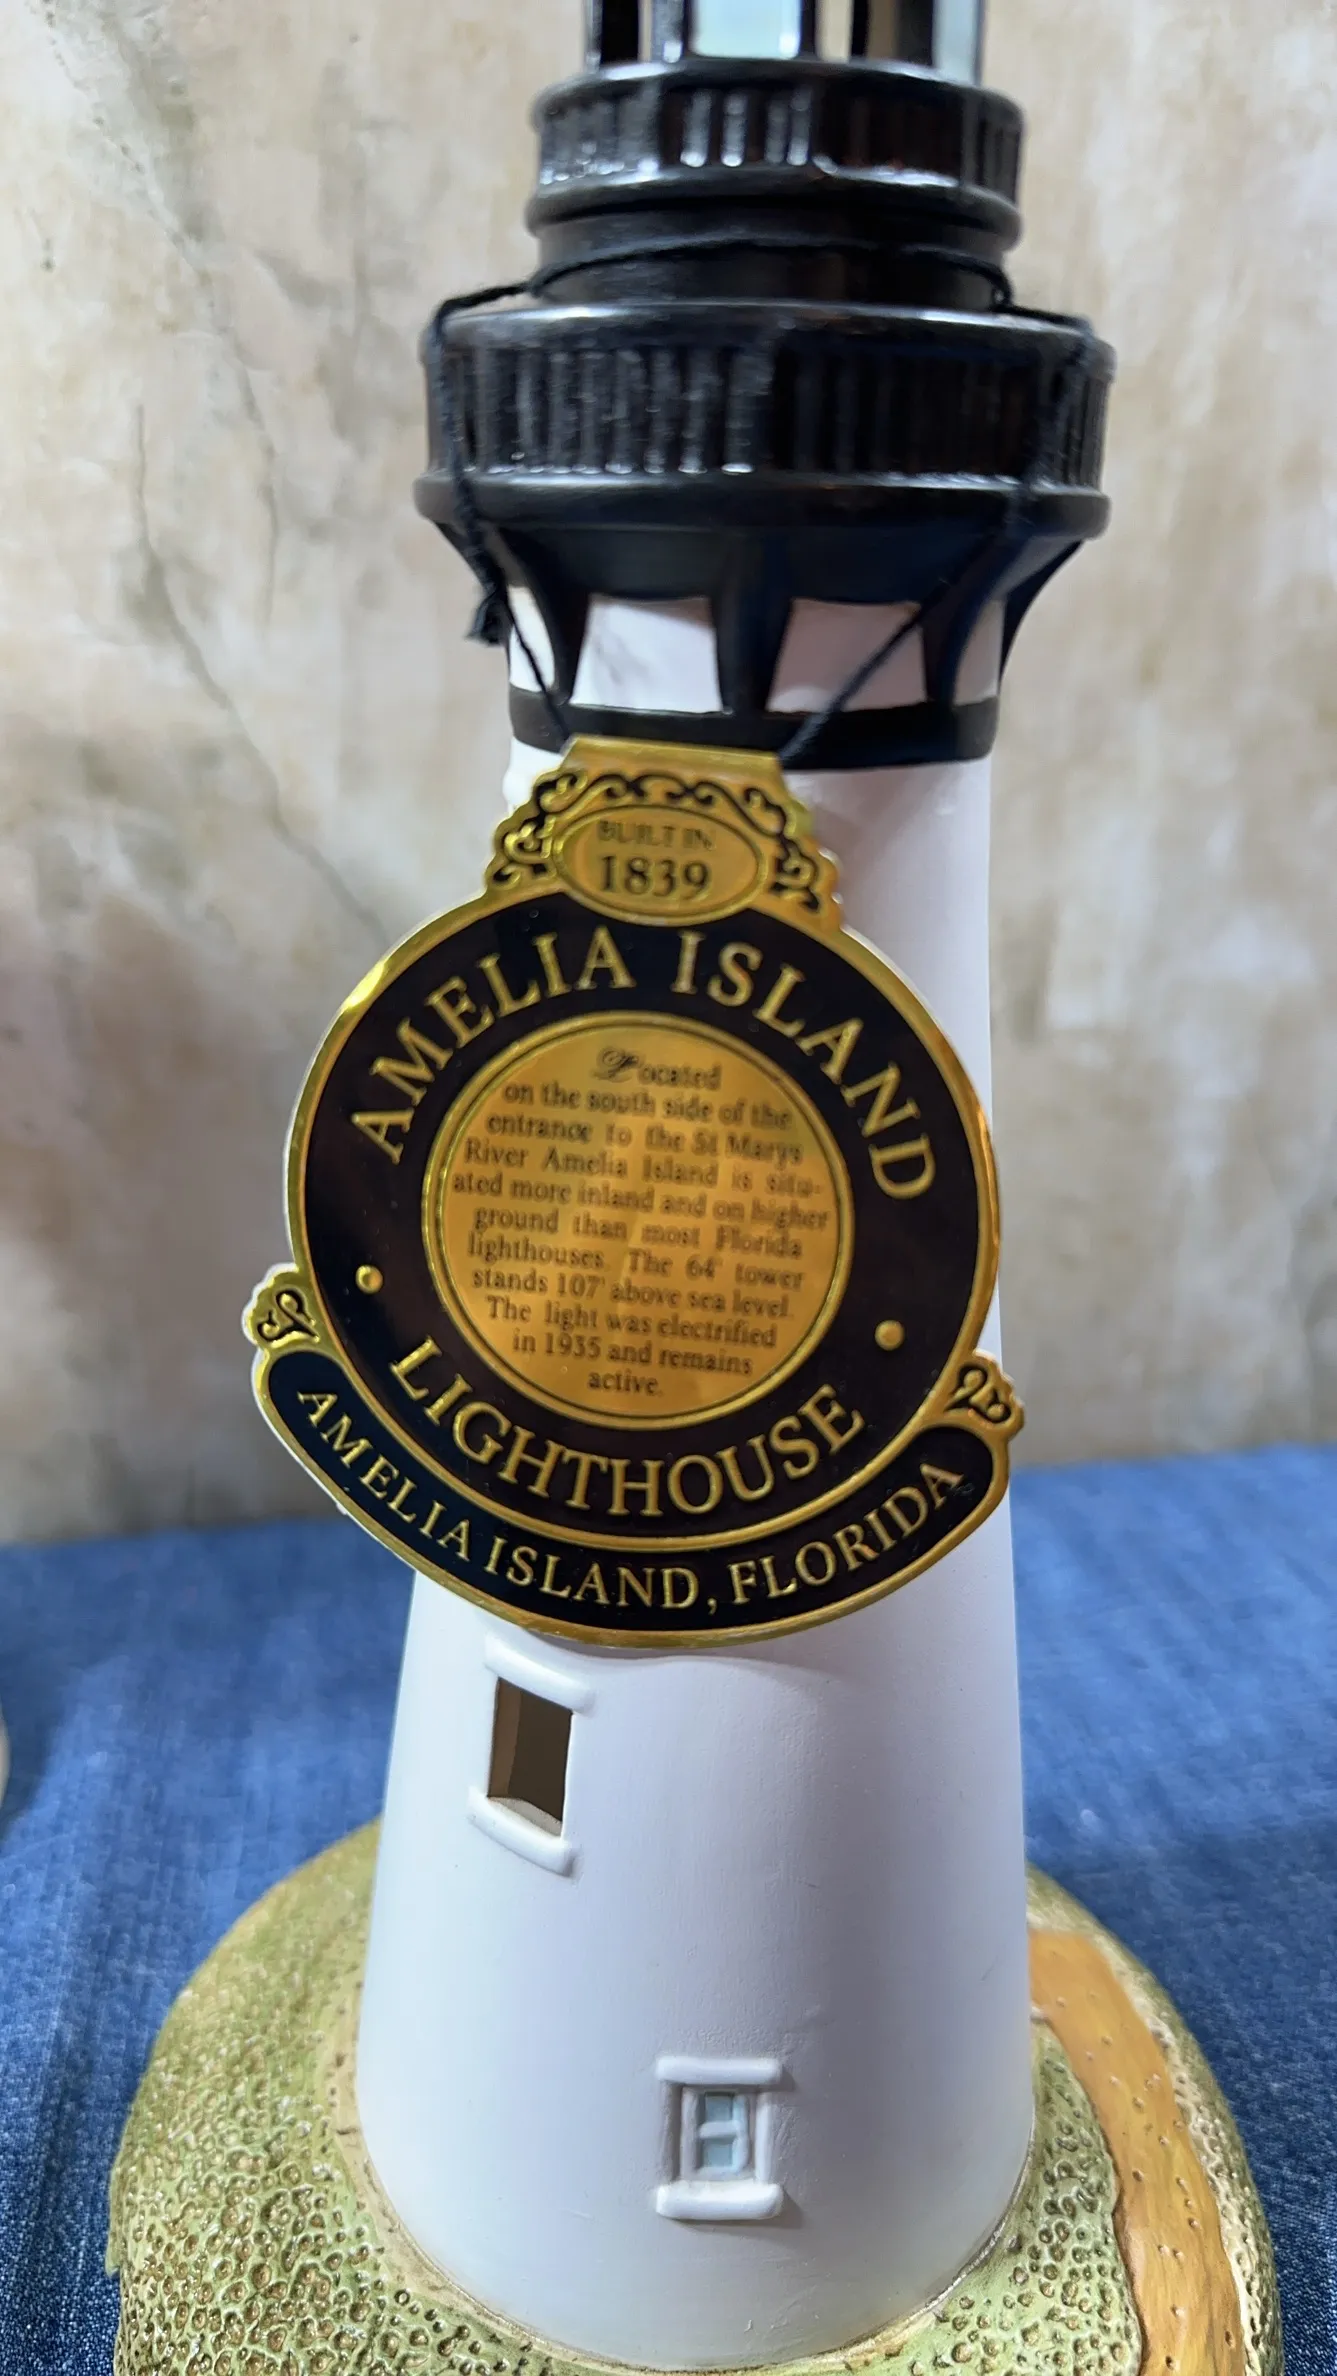 BUILT IN
1839
AMELIA ISLAND
Located
on the south side of the
entrance to the St Marys
River Amelia Island is situ-
ated more inland and on higher
ground than most Florida
lighthouses. The 64' tower
stands 107' above sea level.
The light was electrified
in 1935 and remains
active.
LIGHTHOUSE
AMELIA ISLAND, FLORIDA